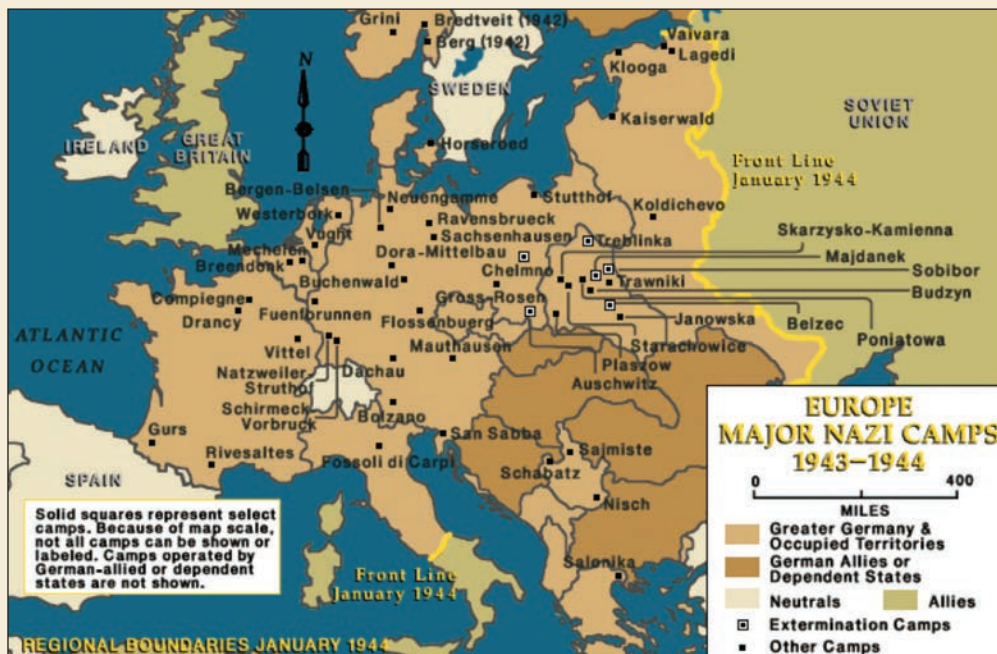 Grini
Bredtveit (1942)
Berg (1942)
Vaivara
Lagedi
Klooga
N
SWEDEN
SOVIET
UNION
IRELAND
GREAT
BRITAIN
Kaiserwald
Horseroed
Front Line
January 1944
Bergen-Belsen
Neuengamme
Stutthof
Koldichevo
Westerbork
Ravensbrueck
Skarzysko-Kamienna
Vught
Sachsenhausen
Treblinka
Majdanek
Mechelen
Dora-Mittelbau
Sobibor
Breendonk
Chelmno
Trawniki
Buchenwald
Budzyn
Compiegne
Fuenfbrunnen
Gross-Rosen
Janowska
Belzec
Drancy
Flossenbuerg
ATLANTIC
OCEAN
Starachowice
Poniatowa
Vittel
Mauthausen
Plaszow
Natzweiler-
Struthof
Dachau
Auschwitz
Schirmeck
Vorbruck
Bolzano
Gurs
San Sabba
Sajmiste
Rivesaltes
Fossoli di Carpi
Schabatz
SPAIN
Nisch
Solid squares represent select
camps. Because of map scale,
not all camps can be shown or
labeled. Camps operated by
German-allied or dependent
states are not shown.
Front Line
January 1944
Salonika
REGIONAL BOUNDARIES JANUARY 1944
EUROPE
MAJOR NAZI CAMPS
1943–1944
0 400
MILES
Greater Germany &
Occupied Territories
German Allies or
Dependent States
Neutrals Allies
Extermination Camps
Other Camps